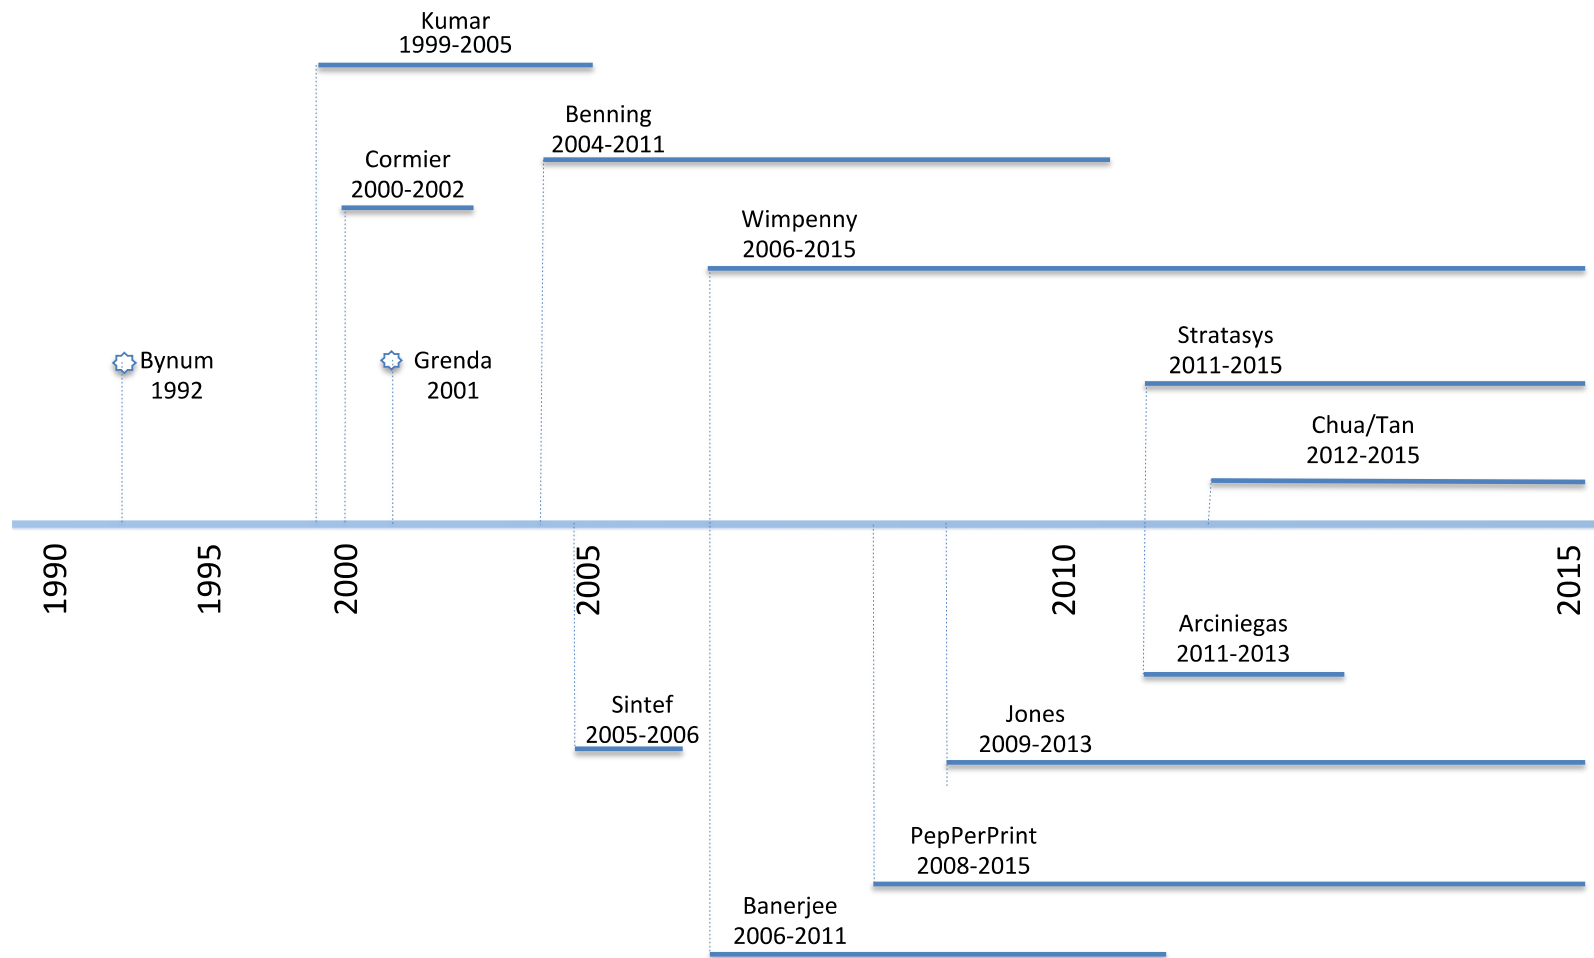 Kumar
1999-2005
Benning
2004-2011
Cormier
2000-2002
Wimpenny
2006-2015
Stratasys
2011-2015
Bynum
1992
Grenda
2001
Chua/Tan
2012-2015
1990
1995
2000
2005
2010
2015
Arciniegas
2011-2013
Sintef
2005-2006
Jones
2009-2013
PepPerPrint
2008-2015
Banerjee
2006-2011